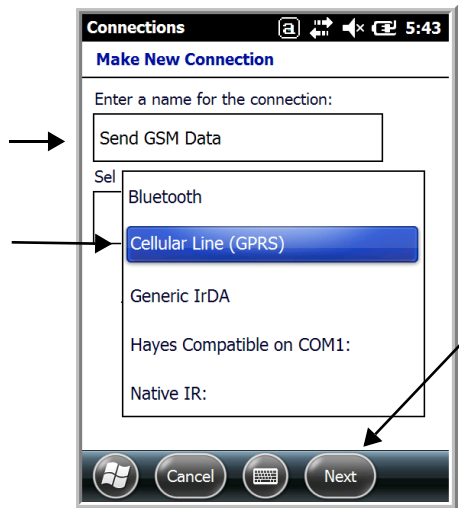 Connections a 5:43
Make New Connection
Enter a name for the connection:
Send GSM Data
Sel
Bluetooth
Cellular Line (GPRS)
Generic IrDA
Hayes Compatible on COM1:
Native IR:
Cancel Next